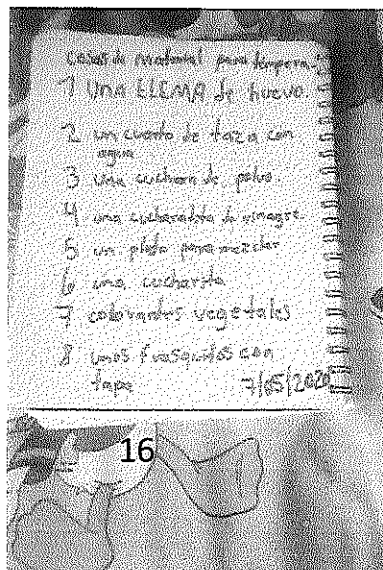 cosas de material para tempera.
1 Una LLEMA de huevo.
2 un cuarto de taza con
agua
3 una cuchara de polvo.
4 una cucharadita de vinagre
5 un plato para mezclar
6 una cucharita
7 colorantes vegetales
8 unos frasquitos con
tapa 7/05/2020
16